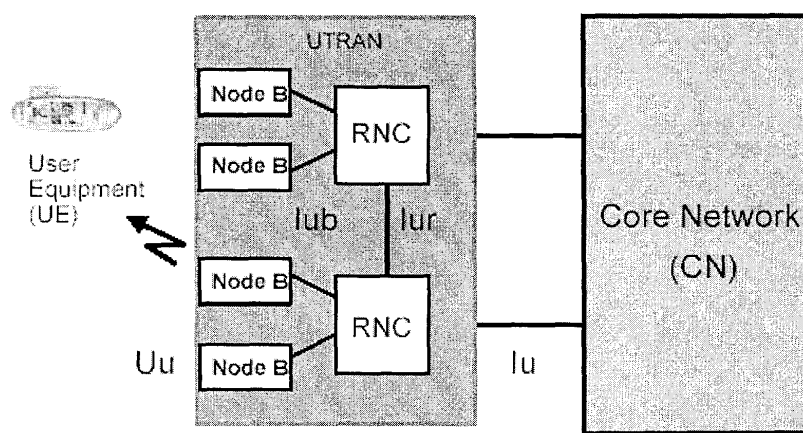 UTRAN
Node B
Node B
RNC
User
Equipment
(UE)
Iub
Iur
Core Network
(CN)
Node B
Node B
RNC
Uu
Iu